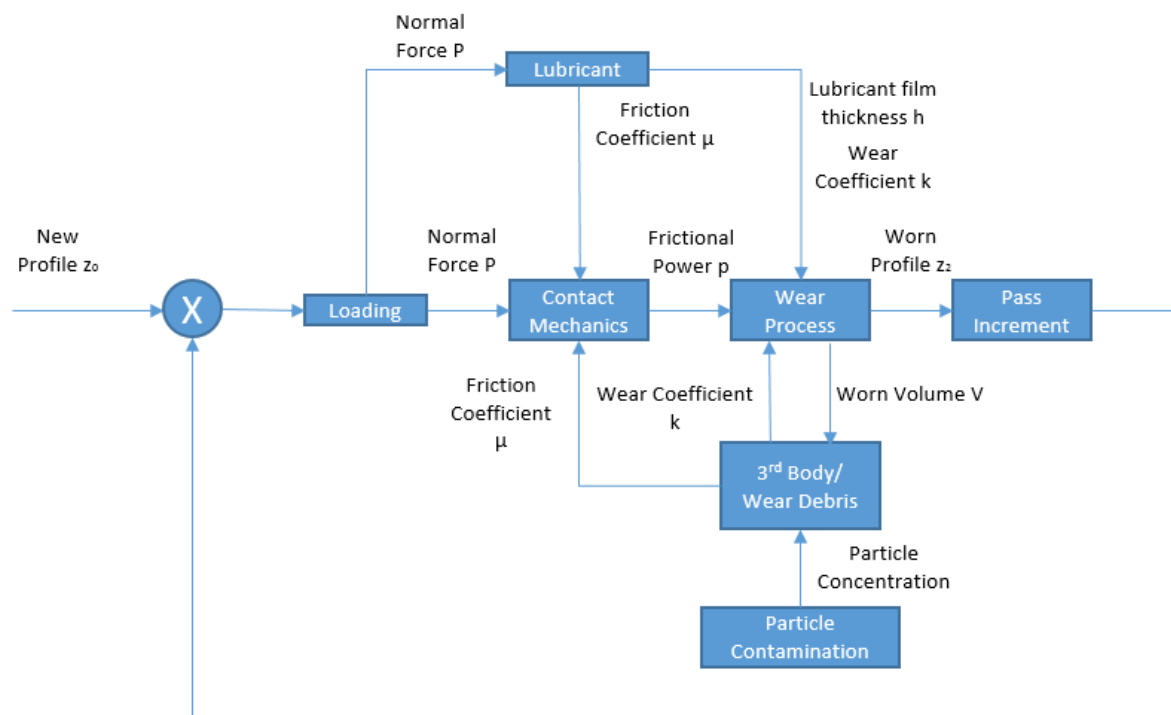 Normal
Force P
Lubricant
Friction
Coefficient μ
Lubricant film
thickness h
Wear
Coefficient k
New
Profile z₀
Normal
Force P
Frictional
Power p
Worn
Profile z₂
X
Loading
Contact
Mechanics
Wear
Process
Pass
Increment
Friction
Coefficient
μ
Wear Coefficient
k
Worn Volume V
3rd Body/
Wear Debris
Particle
Concentration
Particle
Contamination